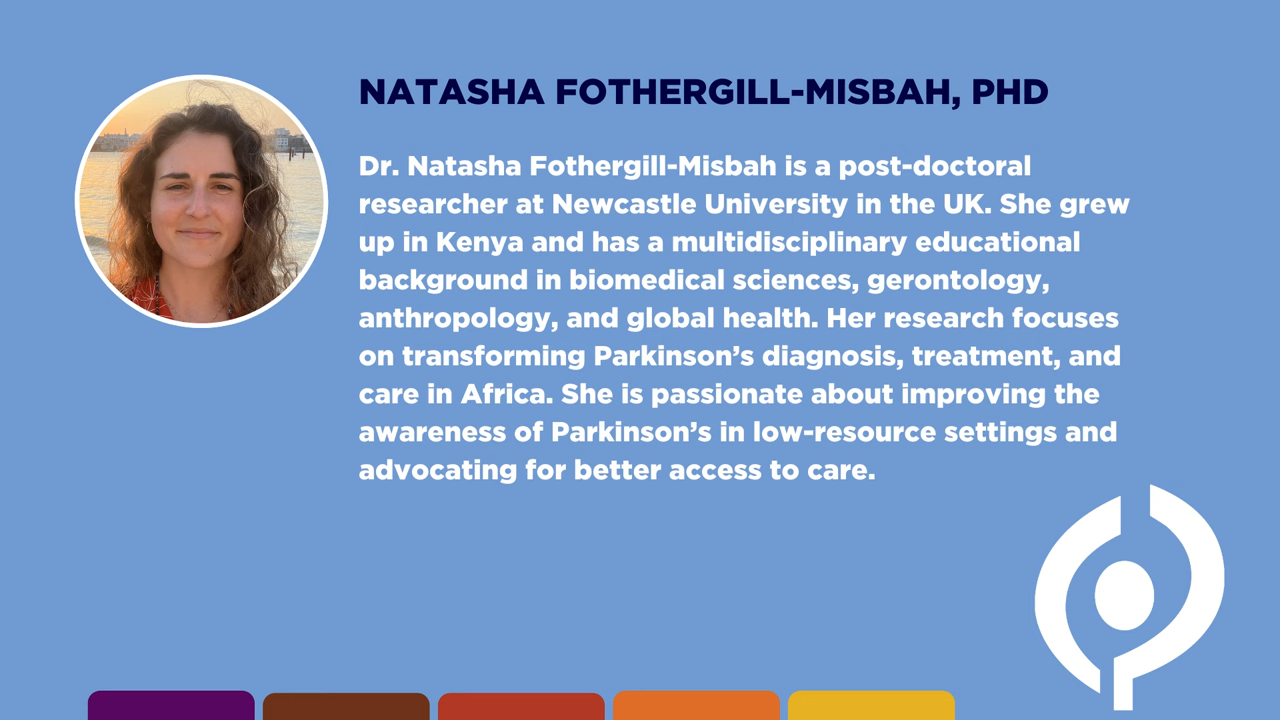 NATASHA FOTHERGILL-MISBAH, PHD
Dr. Natasha Fothergill-Misbah is a post-doctoral
researcher at Newcastle University in the UK. She grew
up in Kenya and has a multidisciplinary educational
background in biomedical sciences, gerontology,
anthropology, and global health. Her research focuses
on transforming Parkinson’s diagnosis, treatment, and
care in Africa. She is passionate about improving the
awareness of Parkinson’s in low-resource settings and
advocating for better access to care.